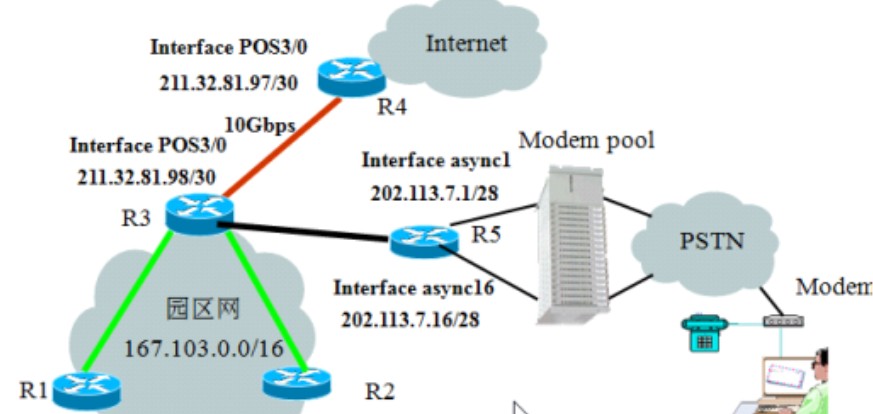 Interface POS3/0
211.32.81.97/30
Internet
R4
10Gbps
Interface POS3/0
211.32.81.98/30
R3
Modem pool
Interface async1
202.113.7.1/28
R5
PSTN
Interface async16
202.113.7.16/28
Modem
园区网
167.103.0.0/16
R1
R2